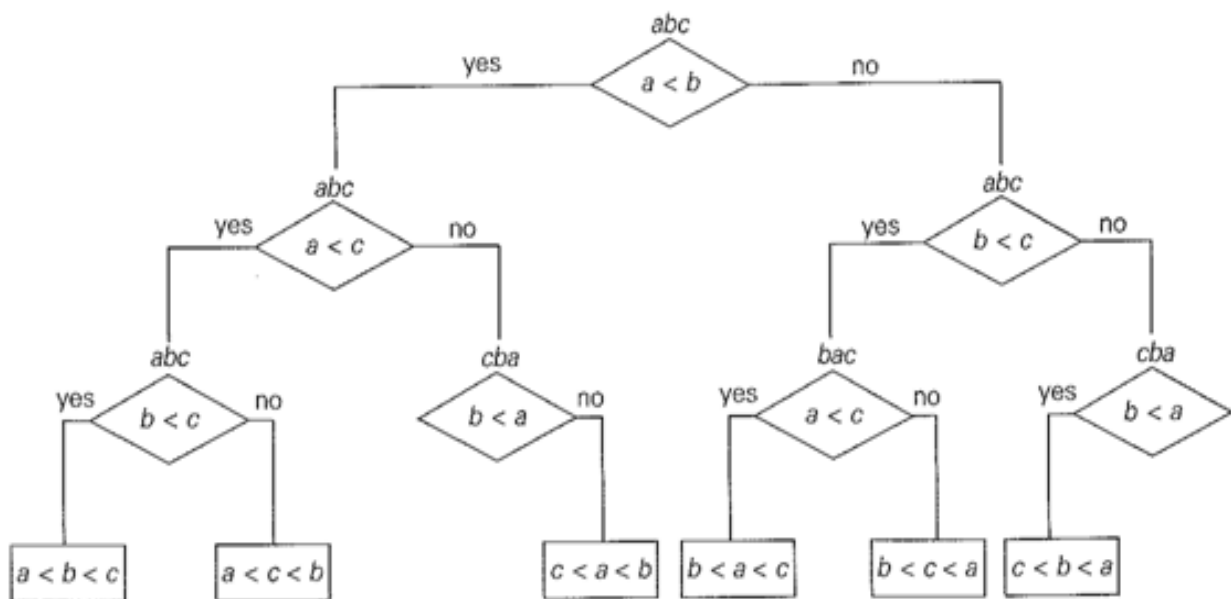 abc
yes
a < b
no
abc
abc
yes
a < c
no
yes
b < c
no
abc
cba
bac
cba
yes
b < c
no
b < a
no
yes
a < c
no
yes
b < a
a < b < c
a < c < b
c < a < b
b < a < c
b < c < a
c < b < a